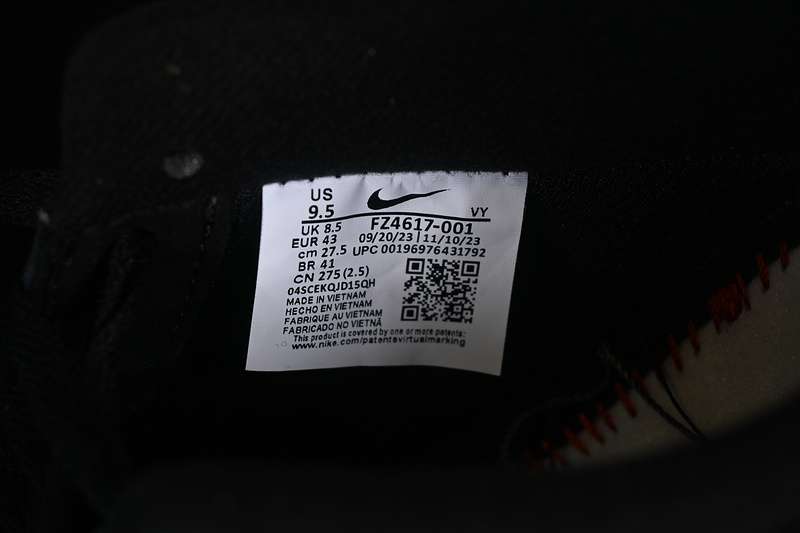 US
9.5 VY
UK 8.5 FZ4617-001
EUR 43 09/20/23 | 11/10/23
cm 27.5 UPC 00196976431792
BR 41
CN 275 (2.5)
04SCEKQJD15QH
MADE IN VIETNAM
HECHO EN VIETNAM
FABRIQUE AU VIETNAM
FABRICADO NO VIETNÃ
This product is covered by one or more patents:
www.nike.com/patentsvirtualmarking